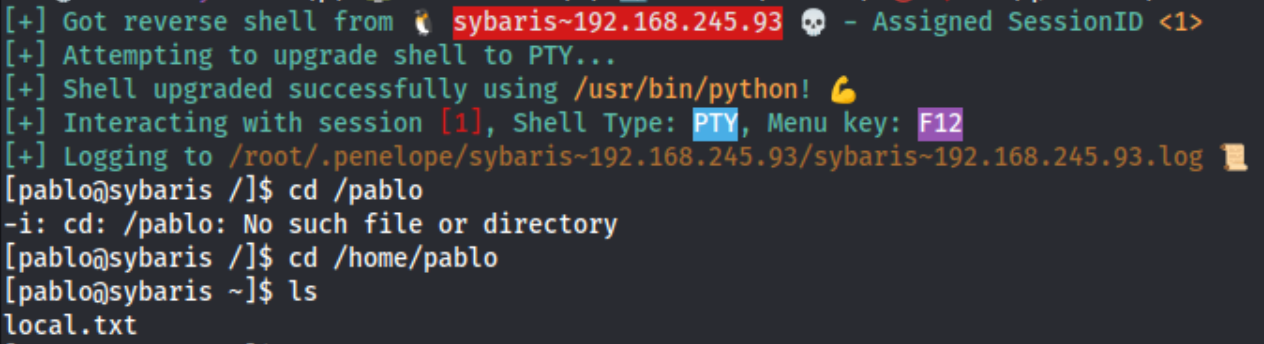 [+] Got reverse shell from 🐧 sybaris~192.168.245.93 💀 - Assigned SessionID <1>
[+] Attempting to upgrade shell to PTY...
[+] Shell upgraded successfully using /usr/bin/python! 💪
[+] Interacting with session [1], Shell Type: PTY, Menu key: F12
[+] Logging to /root/.penelope/sybaris~192.168.245.93/sybaris~192.168.245.93.log 📜
[pablo@sybaris /]$ cd /pablo
-i: cd: /pablo: No such file or directory
[pablo@sybaris /]$ cd /home/pablo
[pablo@sybaris ~]$ ls
local.txt